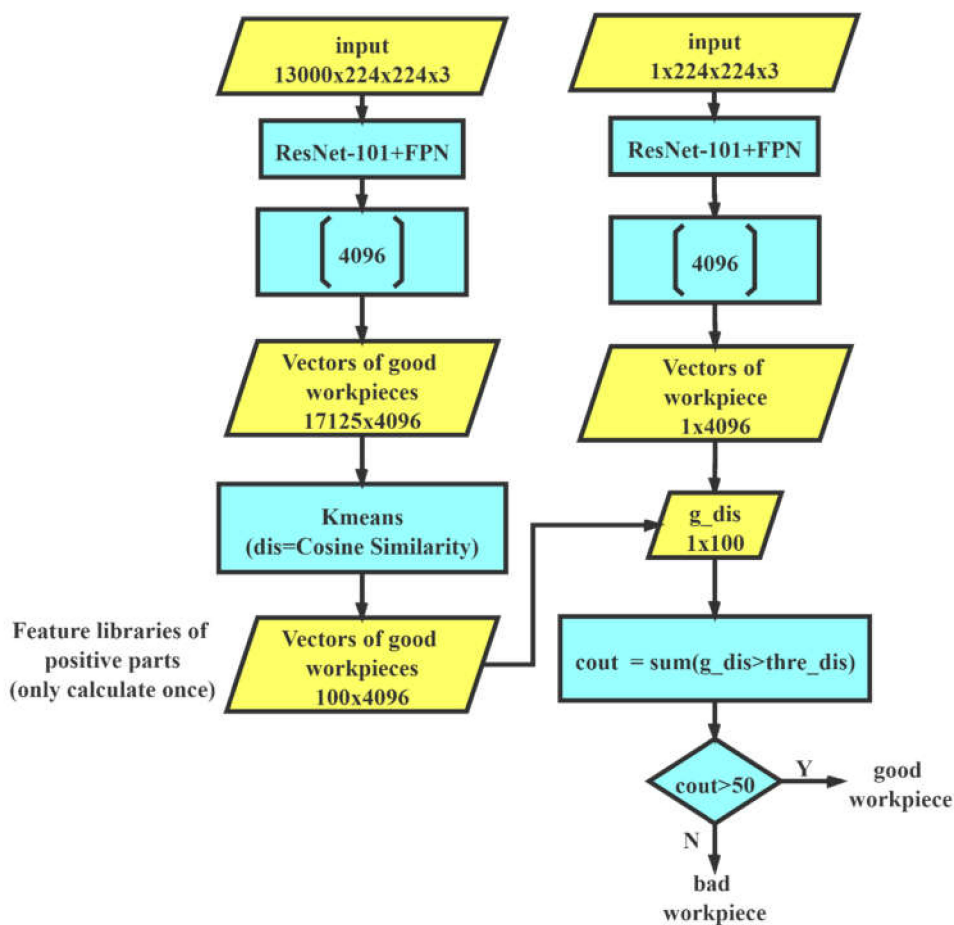 input
13000x224x224x3
ResNet-101+FPN
4096
Vectors of good
workpieces
17125x4096
Kmeans
(dis=Cosine Similarity)
Feature libraries of
positive parts
(only calculate once)
Vectors of good
workpieces
100x4096
input
1x224x224x3
ResNet-101+FPN
4096
Vectors of
workpiece
1x4096
g_dis
1x100
cout = sum(g_dis>thre_dis)
cout>50
Y
good
workpiece
N
bad
workpiece